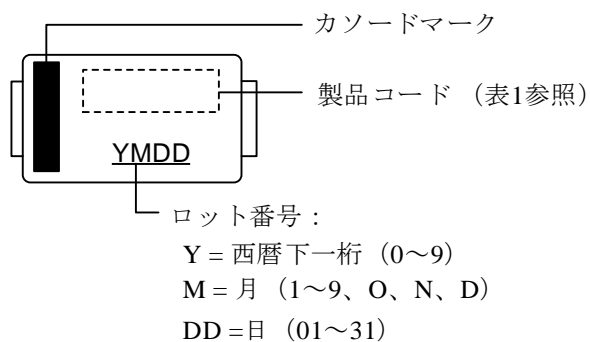 カソードマーク
製品コード （表1参照）
YMDD
ロット番号：
Y = 西暦下一桁（0～9）
M = 月（1～9、O、N、D）
DD =日（01～31）